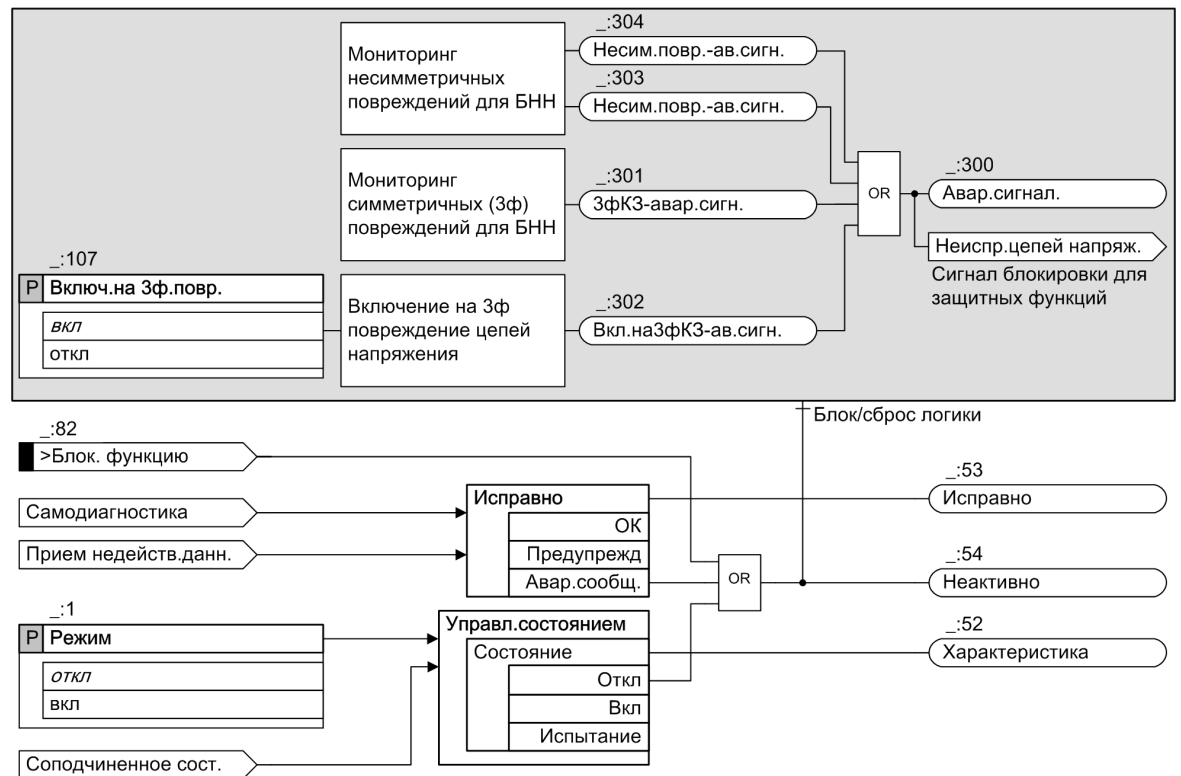 _:304
Мониторинг
несимметричных
повреждений для БНН
Несим.повр.-ав.сигн.
_:303
Несим.повр.-ав.сигн.
Мониторинг
симметричных (3ф)
повреждений для БНН
_:301
3фКЗ-авар.сигн.
OR
_:300
Авар.сигнал.
Неиспр.цепей напряж.
Сигнал блокировки для
защитных функций
_:107
P Включ.на 3ф.повр.
вкл
откл
Включение на 3ф
повреждение цепей
напряжения
_:302
Вкл.на3фКЗ-ав.сигн.
Блок/сброс логики
_:82
>Блок. функцию
Самодиагностика
Прием недейств.данн.
Исправно
ОК
Предупрежд
Авар.сообщ.
OR
_:53
Исправно
_:54
Неактивно
_:1
P Режим
откл
вкл
Соподчиненное сост.
Управл.состоянием
Состояние
Откл
Вкл
Испытание
_:52
Характеристика